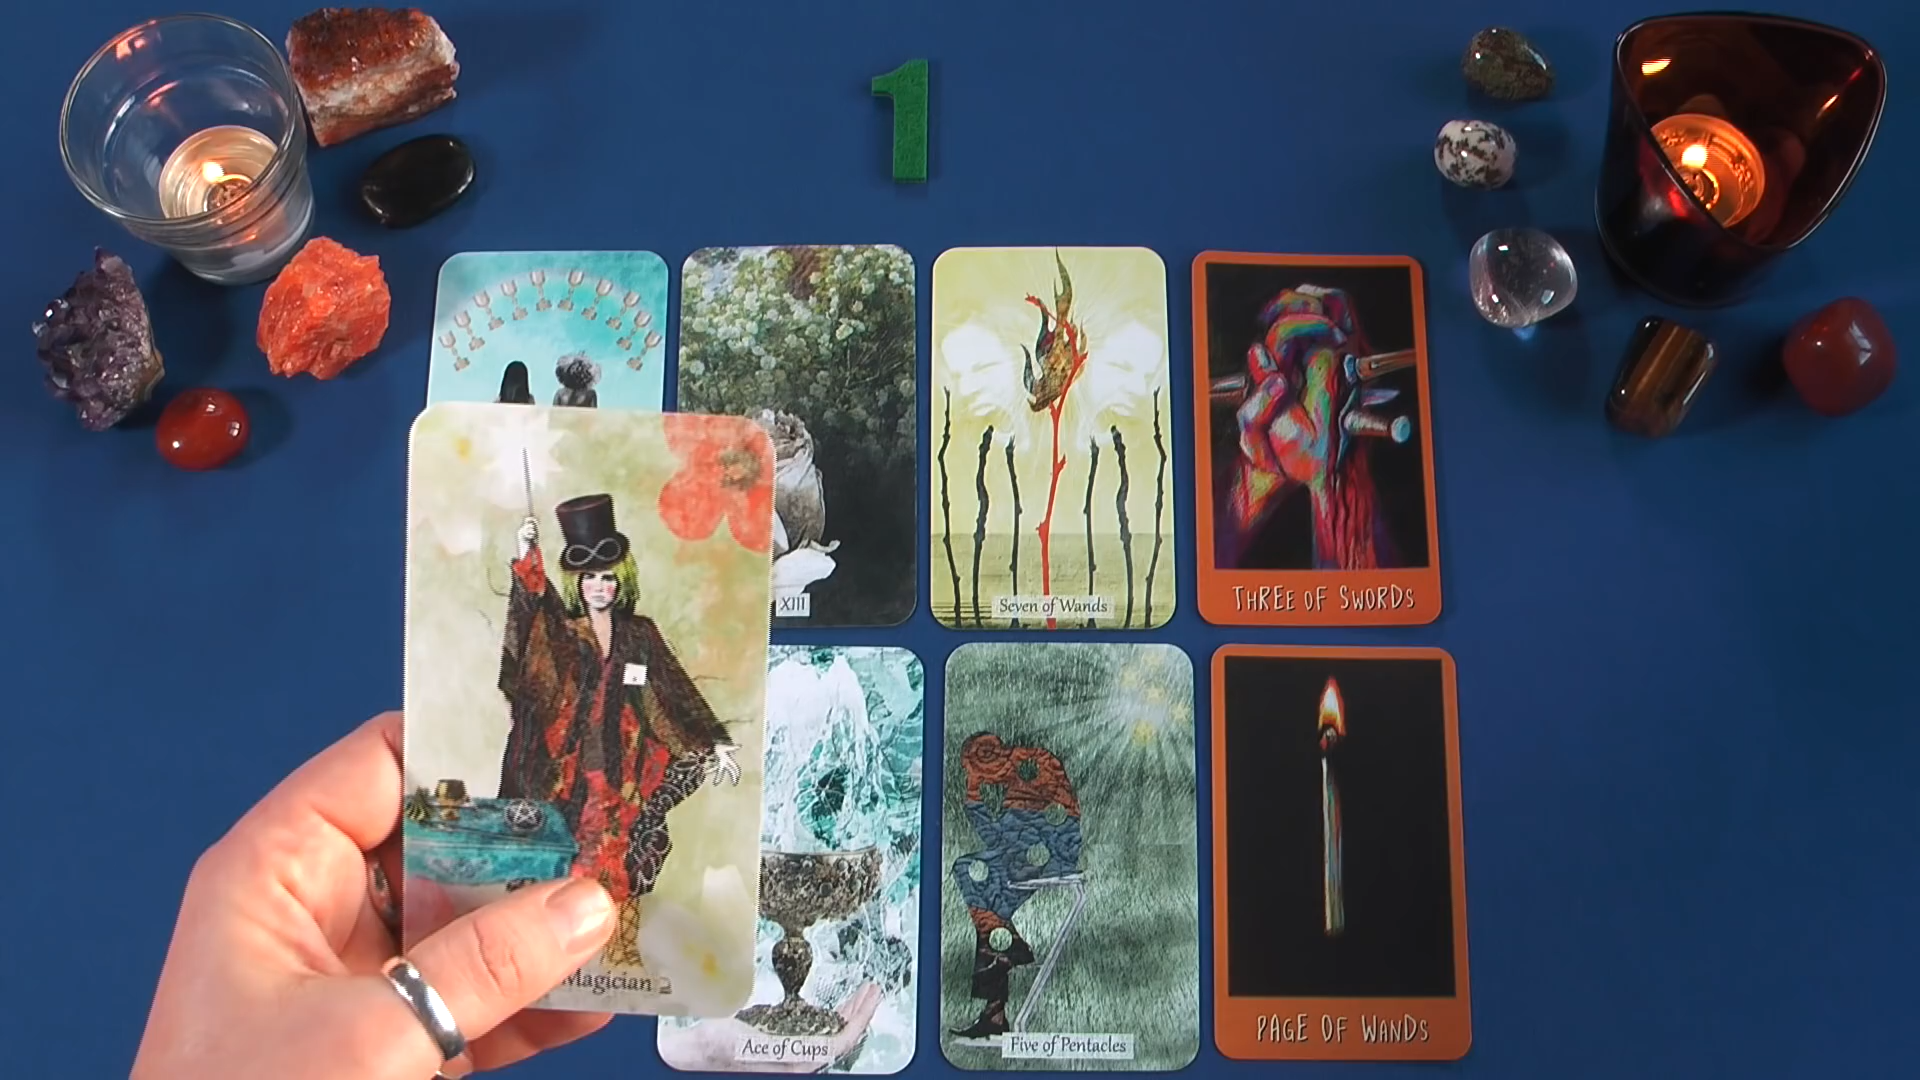 1
XIII
Seven of Wands
THREE OF SWORDS
Magician
Ace of Cups
Five of Pentacles
PAGE OF WANDS